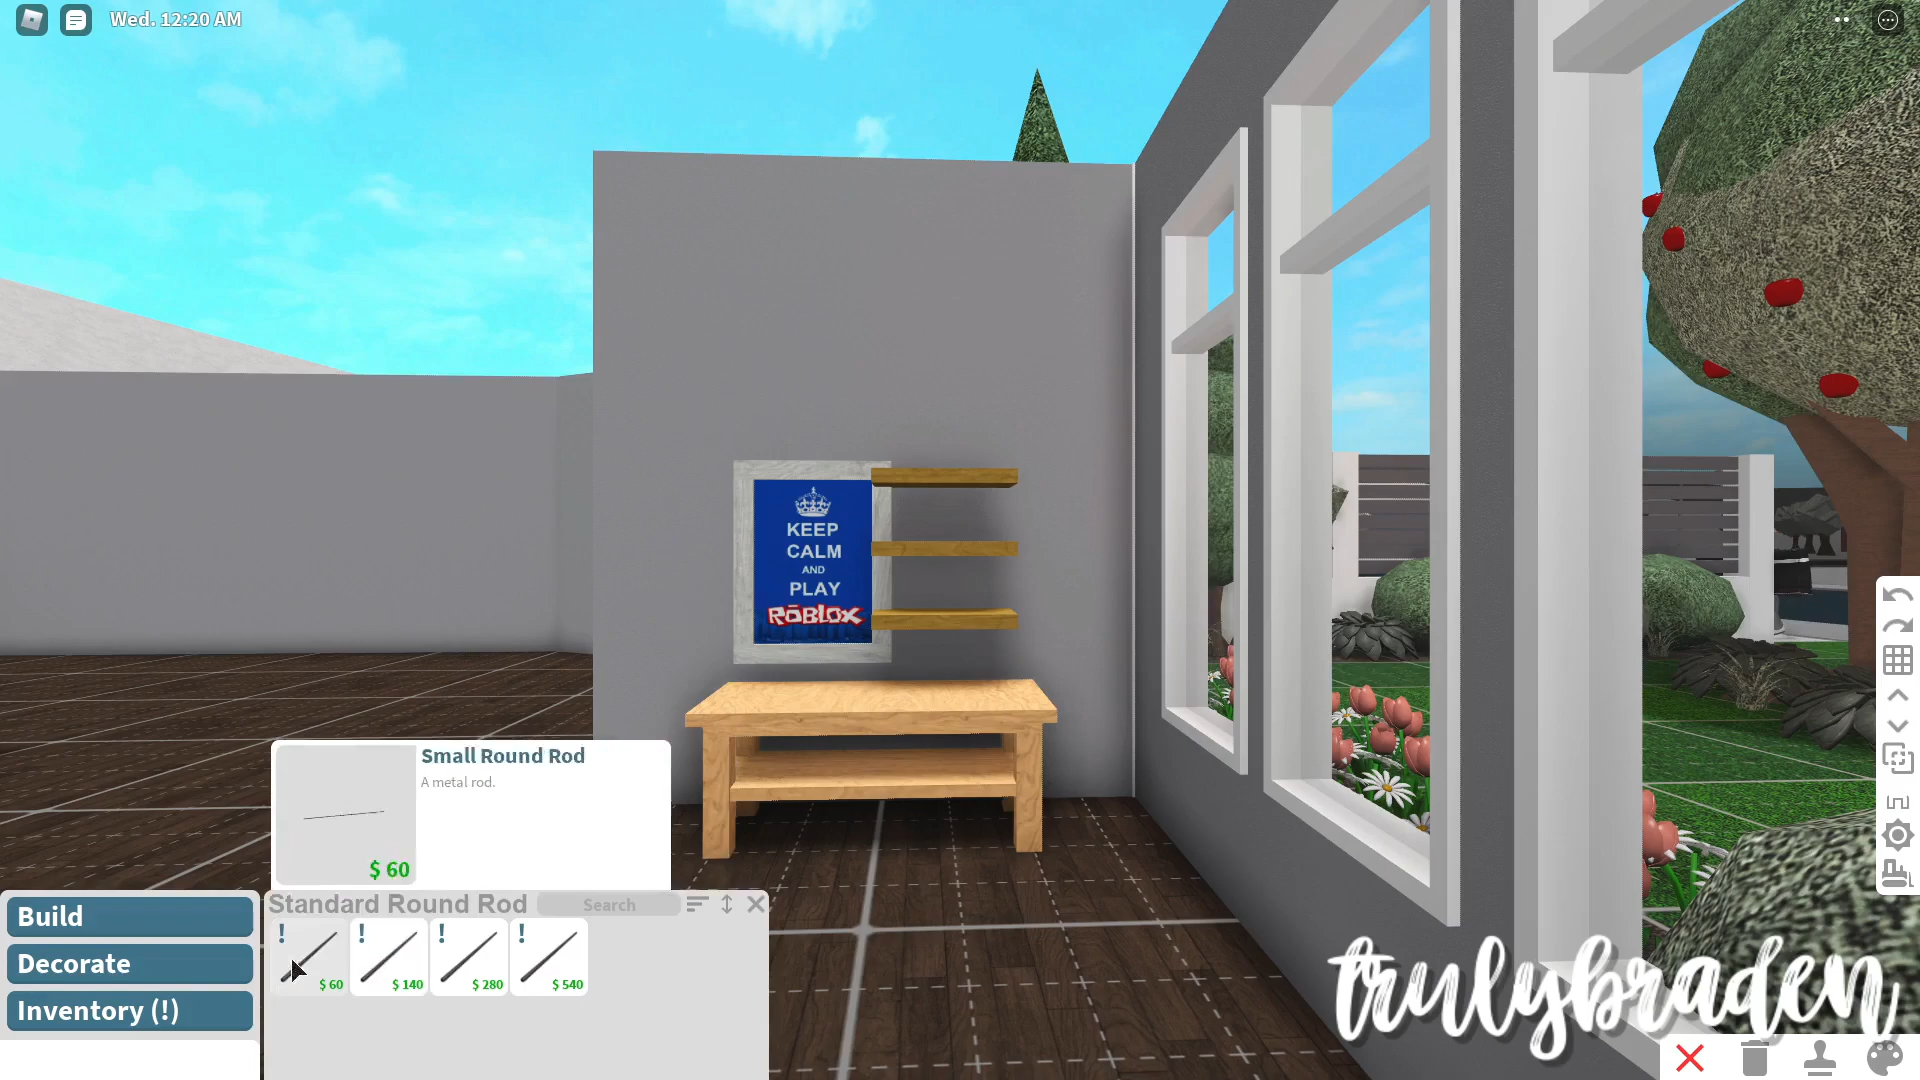 Wed. 12:20 AM
KEEP
CALM
AND
PLAY
ROBLOX
Small Round Rod
A metal rod.
$ 60
Standard Round Rod
Search
! $ 60
! $ 140
! $ 280
! $ 540
Build
Decorate
Inventory (!)
trulybraden